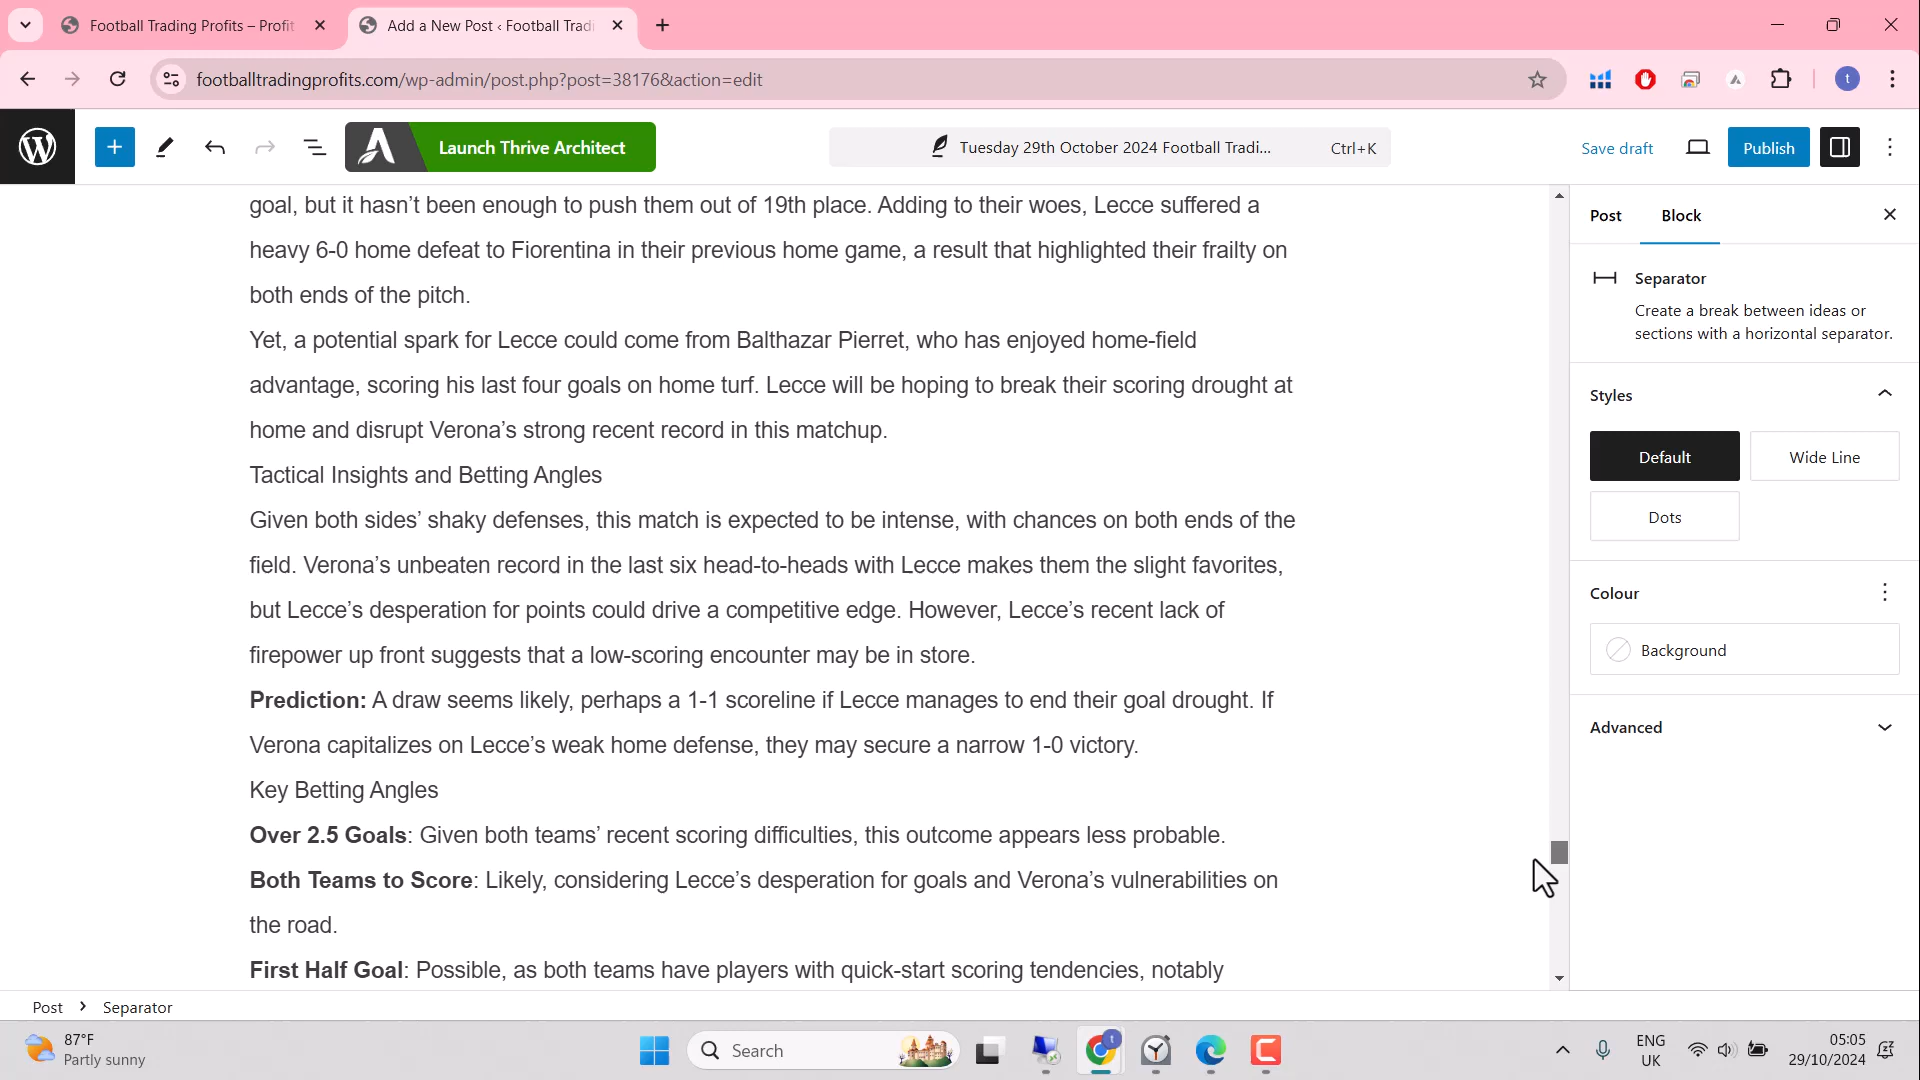 Football Trading Profits – Profit
Add a New Post ‹ Football Tradi
footballtradingprofits.com/wp-admin/post.php?post=38176&action=edit
t
Launch Thrive Architect
Tuesday 29th October 2024 Football Tradi... Ctrl+K
Save draft
Publish
goal, but it hasn’t been enough to push them out of 19th place. Adding to their woes, Lecce suffered a
heavy 6-0 home defeat to Fiorentina in their previous home game, a result that highlighted their frailty on
both ends of the pitch.
Yet, a potential spark for Lecce could come from Balthazar Pierret, who has enjoyed home-field
advantage, scoring his last four goals on home turf. Lecce will be hoping to break their scoring drought at
home and disrupt Verona’s strong recent record in this matchup.
Tactical Insights and Betting Angles
Given both sides’ shaky defenses, this match is expected to be intense, with chances on both ends of the
field. Verona’s unbeaten record in the last six head-to-heads with Lecce makes them the slight favorites,
but Lecce’s desperation for points could drive a competitive edge. However, Lecce’s recent lack of
firepower up front suggests that a low-scoring encounter may be in store.
Prediction: A draw seems likely, perhaps a 1-1 scoreline if Lecce manages to end their goal drought. If
Verona capitalizes on Lecce’s weak home defense, they may secure a narrow 1-0 victory.
Key Betting Angles
Over 2.5 Goals: Given both teams’ recent scoring difficulties, this outcome appears less probable.
Both Teams to Score: Likely, considering Lecce’s desperation for goals and Verona’s vulnerabilities on
the road.
First Half Goal: Possible, as both teams have players with quick-start scoring tendencies, notably
Post
Block
Separator
Create a break between ideas or
sections with a horizontal separator.
Styles
Default
Wide Line
Dots
Colour
Background
Advanced
Post
Separator
87°F
Partly sunny
Search
t
ENG
UK
05:05
29/10/2024